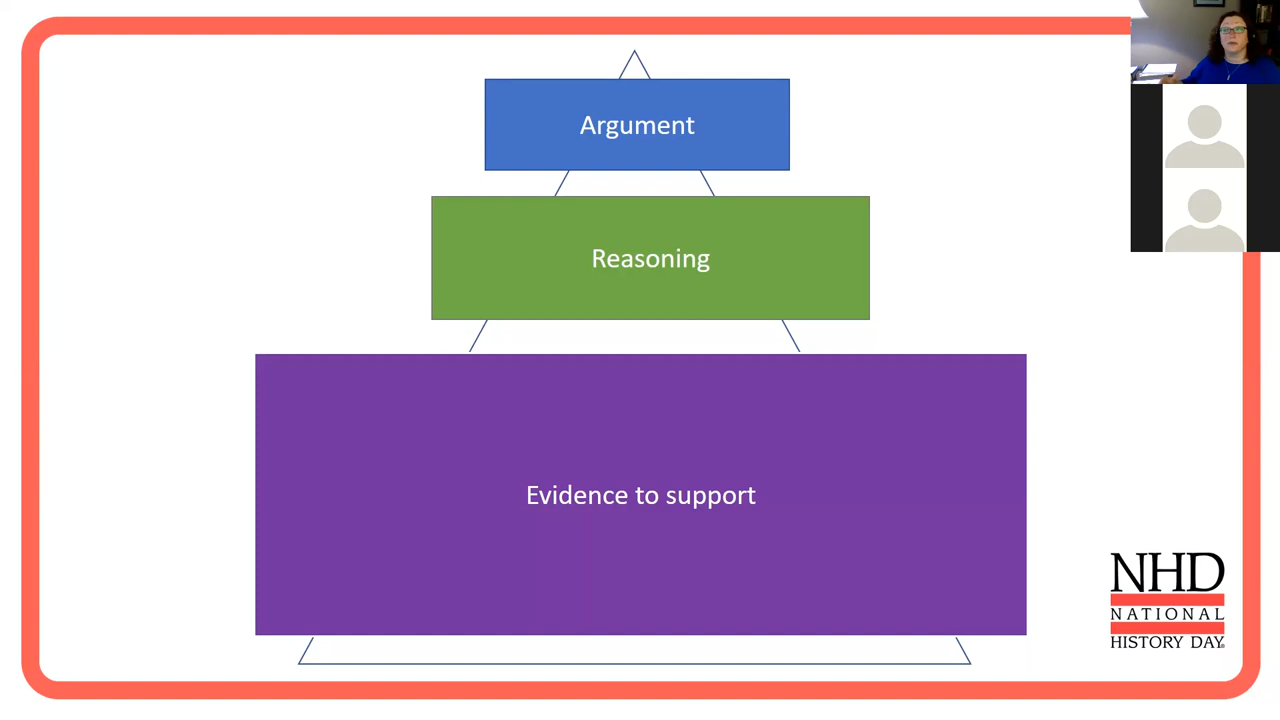 Argument
Reasoning
Evidence to support
NHD
NATIONAL
HISTORY DAY®